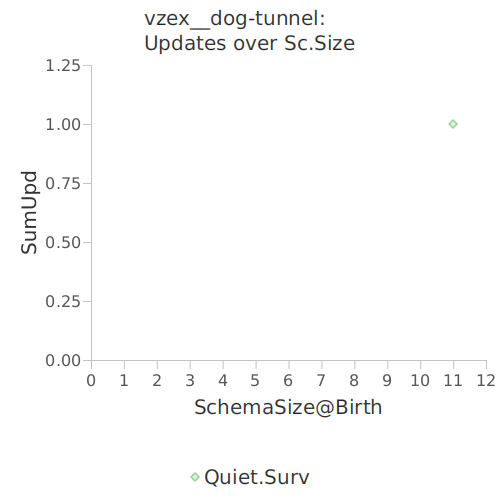 vzex__dog-tunnel:
Updates over Sc.Size
1.25
1.00
0.75
0.50
0.25
0.00
SumUpd
0 1 2 3 4 5 6 7 8 9 10 11 12
SchemaSize@Birth
Quiet.Surv